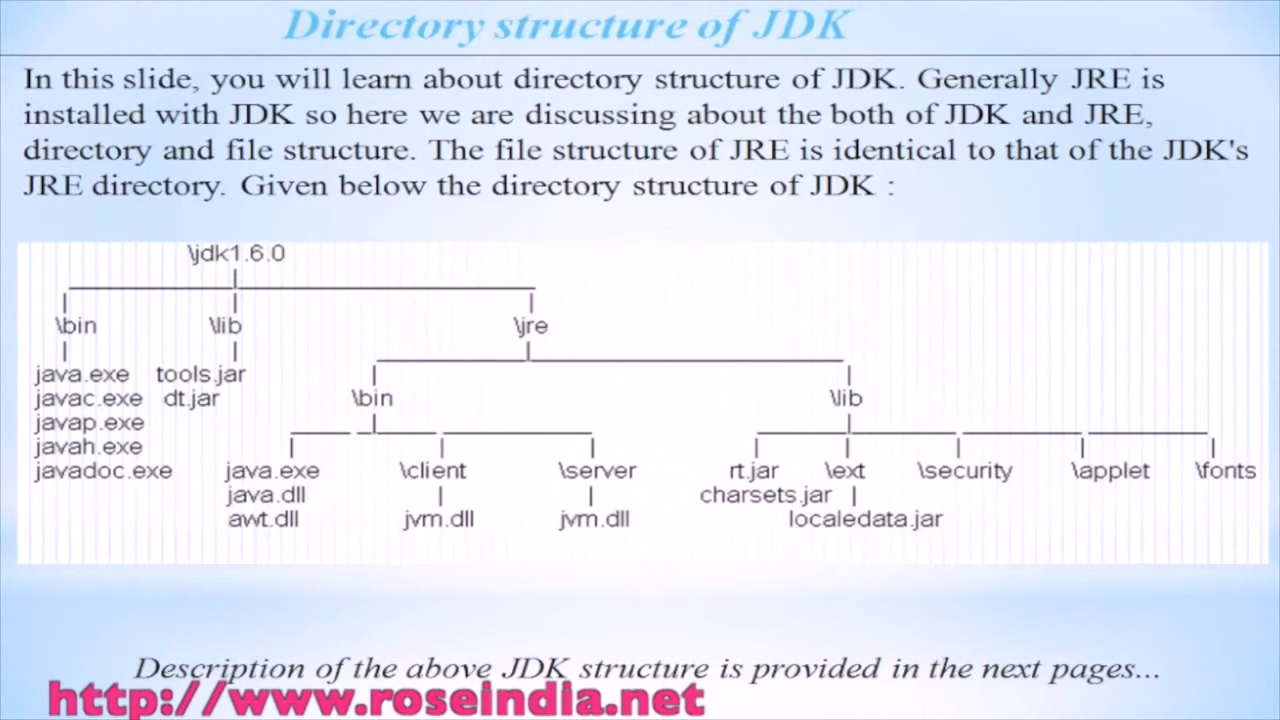 Directory structure of JDK
In this slide, you will learn about directory structure of JDK. Generally JRE is
installed with JDK so here we are discussing about the both of JDK and JRE,
directory and file structure. The file structure of JRE is identical to that of the JDK's
JRE directory. Given below the directory structure of JDK :
\jdk1.6.0
\bin \lib \jre
java.exe tools.jar
javac.exe dt.jar \bin \lib
javap.exe
javah.exe
javadoc.exe java.exe \client \server rt.jar \ext \security \applet \fonts
java.dll charsets.jar
awt.dll jvm.dll jvm.dll localedata.jar
Description of the above JDK structure is provided in the next pages...
http://www.roseindia.net